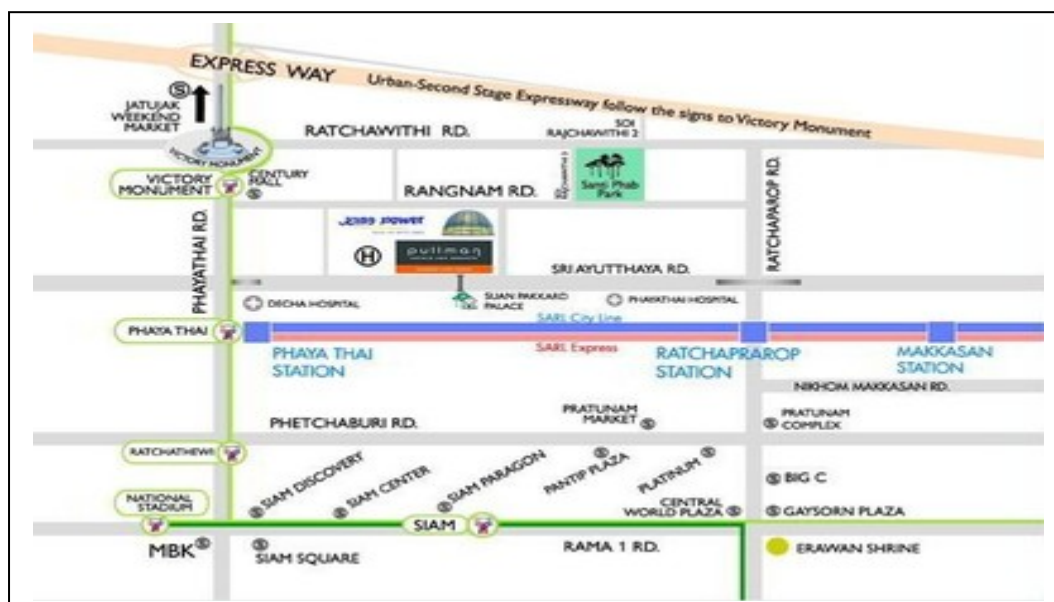 EXPRESS WAY
Urban-Second Stage Expressway follow the signs to Victory Monument
S
JATUJAK
WEEKEND
MARKET
RATCHAWITHI RD.
SOI
RAJCHAWITHI 2
VICTORY MONUMENT
VICTORY
MONUMENT
CENTURY
MALL
S
RANGNAM RD.
Santi Phab
Park
RATCHAPAROP RD.
PHAYATHAI RD.
king power
H
pullman
SRI AYUTTHAYA RD.
DECHA HOSPITAL
SUAN PAKKARD
PALACE
PHAYATHAI HOSPITAL
PHAYA THAI
SARL City Line
SARL Express
PHAYA THAI
STATION
RATCHAPRAROP
STATION
MAKKASAN
STATION
NIKHOM MAKKASAN RD.
PHETCHABURI RD.
PRATUNAM
MARKET S
S PRATUNAM
COMPLEX
RATCHATHEWI
S SIAM DISCOVERY
S SIAM CENTER
S SIAM PARAGON
PANTIP PLAZA S
PLATINUM S
S BIG C
NATIONAL
STADIUM
CENTRAL
WORLD PLAZA S
S GAYSORN PLAZA
SIAM
MBK S
S
SIAM SQUARE
RAMA 1 RD.
ERAWAN SHRINE